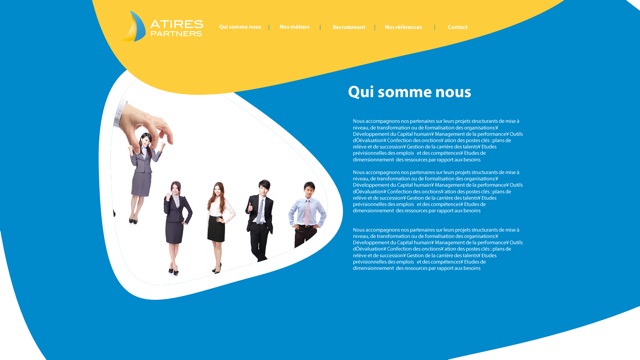 ATIRES
PARTNERS
Qui somme nous | Nos métiers | Recrutement | Nos références | Contact
Qui somme nous
Nous accompagnons nos partenaires sur leurs projets structurants de mise à
niveau, de transformation ou de formalisation des organisations¥
Développement du Capital humain¥ Management de la performance¥ Outils
dÕévaluation¥ Confection des onctions¥ ation des postes clés : plans de
relève et de succession¥ Gestion de la carrière des talents¥ Etudes
prévisionnelles des emplois et des compétences¥ Etudes de
dimensionnement des ressources par rapport aux besoins
Nous accompagnons nos partenaires sur leurs projets structurants de mise à
niveau, de transformation ou de formalisation des organisations¥
Développement du Capital humain¥ Management de la performance¥ Outils
dÕévaluation¥ Confection des onctions¥ ation des postes clés : plans de
relève et de succession¥ Gestion de la carrière des talents¥ Etudes
prévisionnelles des emplois et des compétences¥ Etudes de
dimensionnement des ressources par rapport aux besoins
Nous accompagnons nos partenaires sur leurs projets structurants de mise à
niveau, de transformation ou de formalisation des organisations¥
Développement du Capital humain¥ Management de la performance¥ Outils
dÕévaluation¥ Confection des onctions¥ ation des postes clés : plans de
relève et de succession¥ Gestion de la carrière des talents¥ Etudes
prévisionnelles des emplois et des compétences¥ Etudes de
dimensionnement des ressources par rapport aux besoins